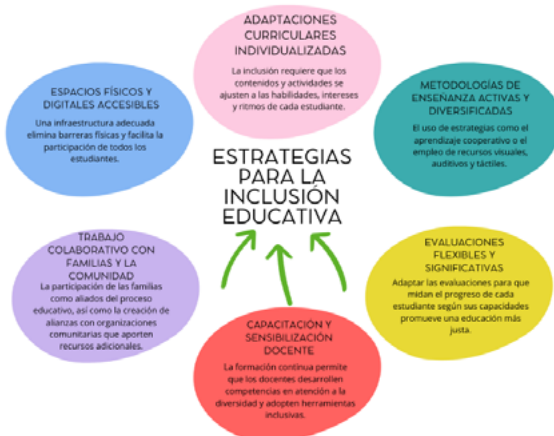 ADAPTACIONES
CURRICULARES
INDIVIDUALIZADAS
La inclusión requiere que los
contenidos y actividades se
ajusten a las habilidades, intereses
y ritmos de cada estudiante.
ESPACIOS FÍSICOS Y
DIGITALES ACCESIBLES
Una infraestructura adecuada
elimina barreras físicas y facilita la
participación de todos los
estudiantes.
METODOLOGÍAS DE
ENSEÑANZA ACTIVAS Y
DIVERSIFICADAS
El uso de estrategias como el
aprendizaje cooperativo o el
empleo de recursos visuales,
auditivos y táctiles.
ESTRATEGIAS
PARA LA
INCLUSIÓN
EDUCATIVA
TRABAJO
COLABORATIVO CON
FAMILIAS Y LA
COMUNIDAD
La participación de las familias
como aliados del proceso
educativo, así como la creación de
alianzas con organizaciones
comunitarias que aporten
recursos adicionales.
EVALUACIONES
FLEXIBLES Y
SIGNIFICATIVAS
Adaptar las evaluaciones para que
midan el progreso de cada
estudiante según sus capacidades
promueve una educación más
justa.
CAPACITACIÓN Y
SENSIBILIZACIÓN
DOCENTE
La formación continua permite
que los docentes desarrollen
competencias en atención a la
diversidad y adopten herramientas
inclusivas.